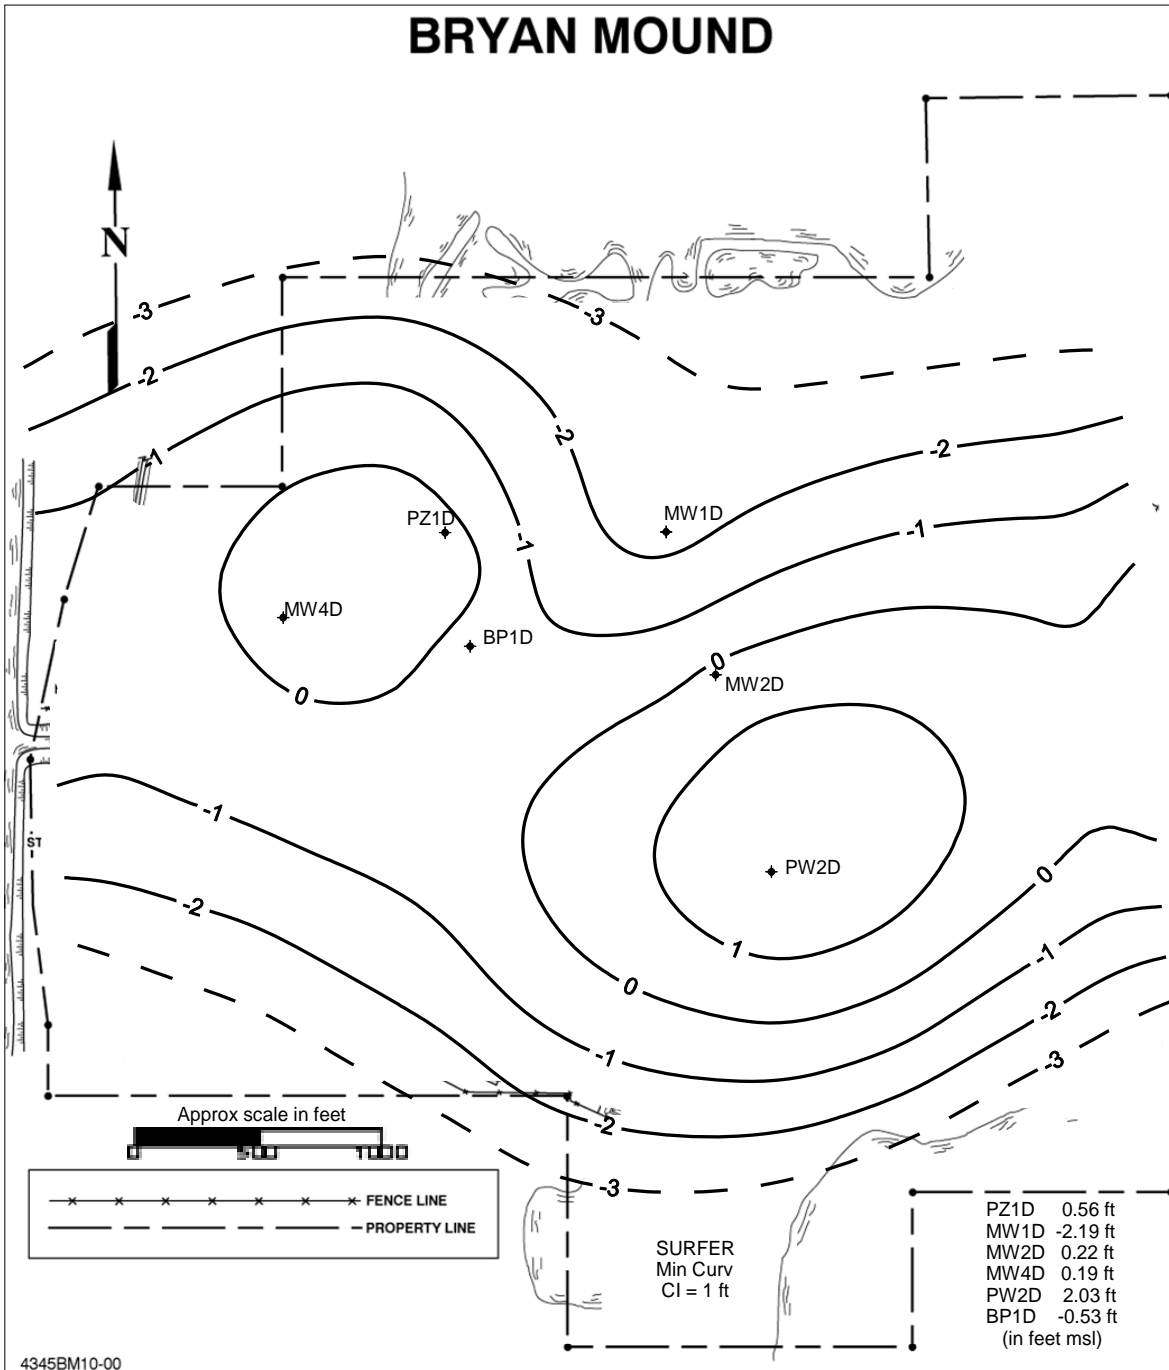 BRYAN MOUND
N
-3
-3
-2
-2
-2
-1
-1
-1
PZ1D
MW1D
MW4D
BP1D
0
0
MW2D
-1
ST
PW2D
0
-2
1
0
-1
-2
-1
-3
-2
-3
Approx scale in feet
FENCE LINE
PROPERTY LINE
SURFER
Min Curv
CI = 1 ft
PZ1D 0.56 ft
MW1D -2.19 ft
MW2D 0.22 ft
MW4D 0.19 ft
PW2D 2.03 ft
BP1D -0.53 ft
(in feet msl)
4345BM10-00